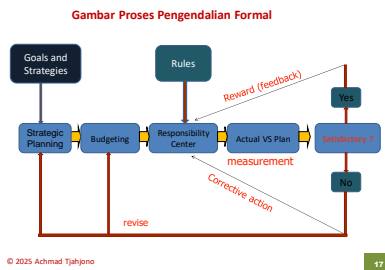 Gambar Proses Pengendalian Formal
Goals and
Strategies
Rules
Reward (feedback)
Yes
Strategic
Planning
Budgeting
Responsibility
Center
Actual VS Plan
Satisfactory ?
measurement
No
Corrective action
revise
© 2025 Achmad Tjahjono
17